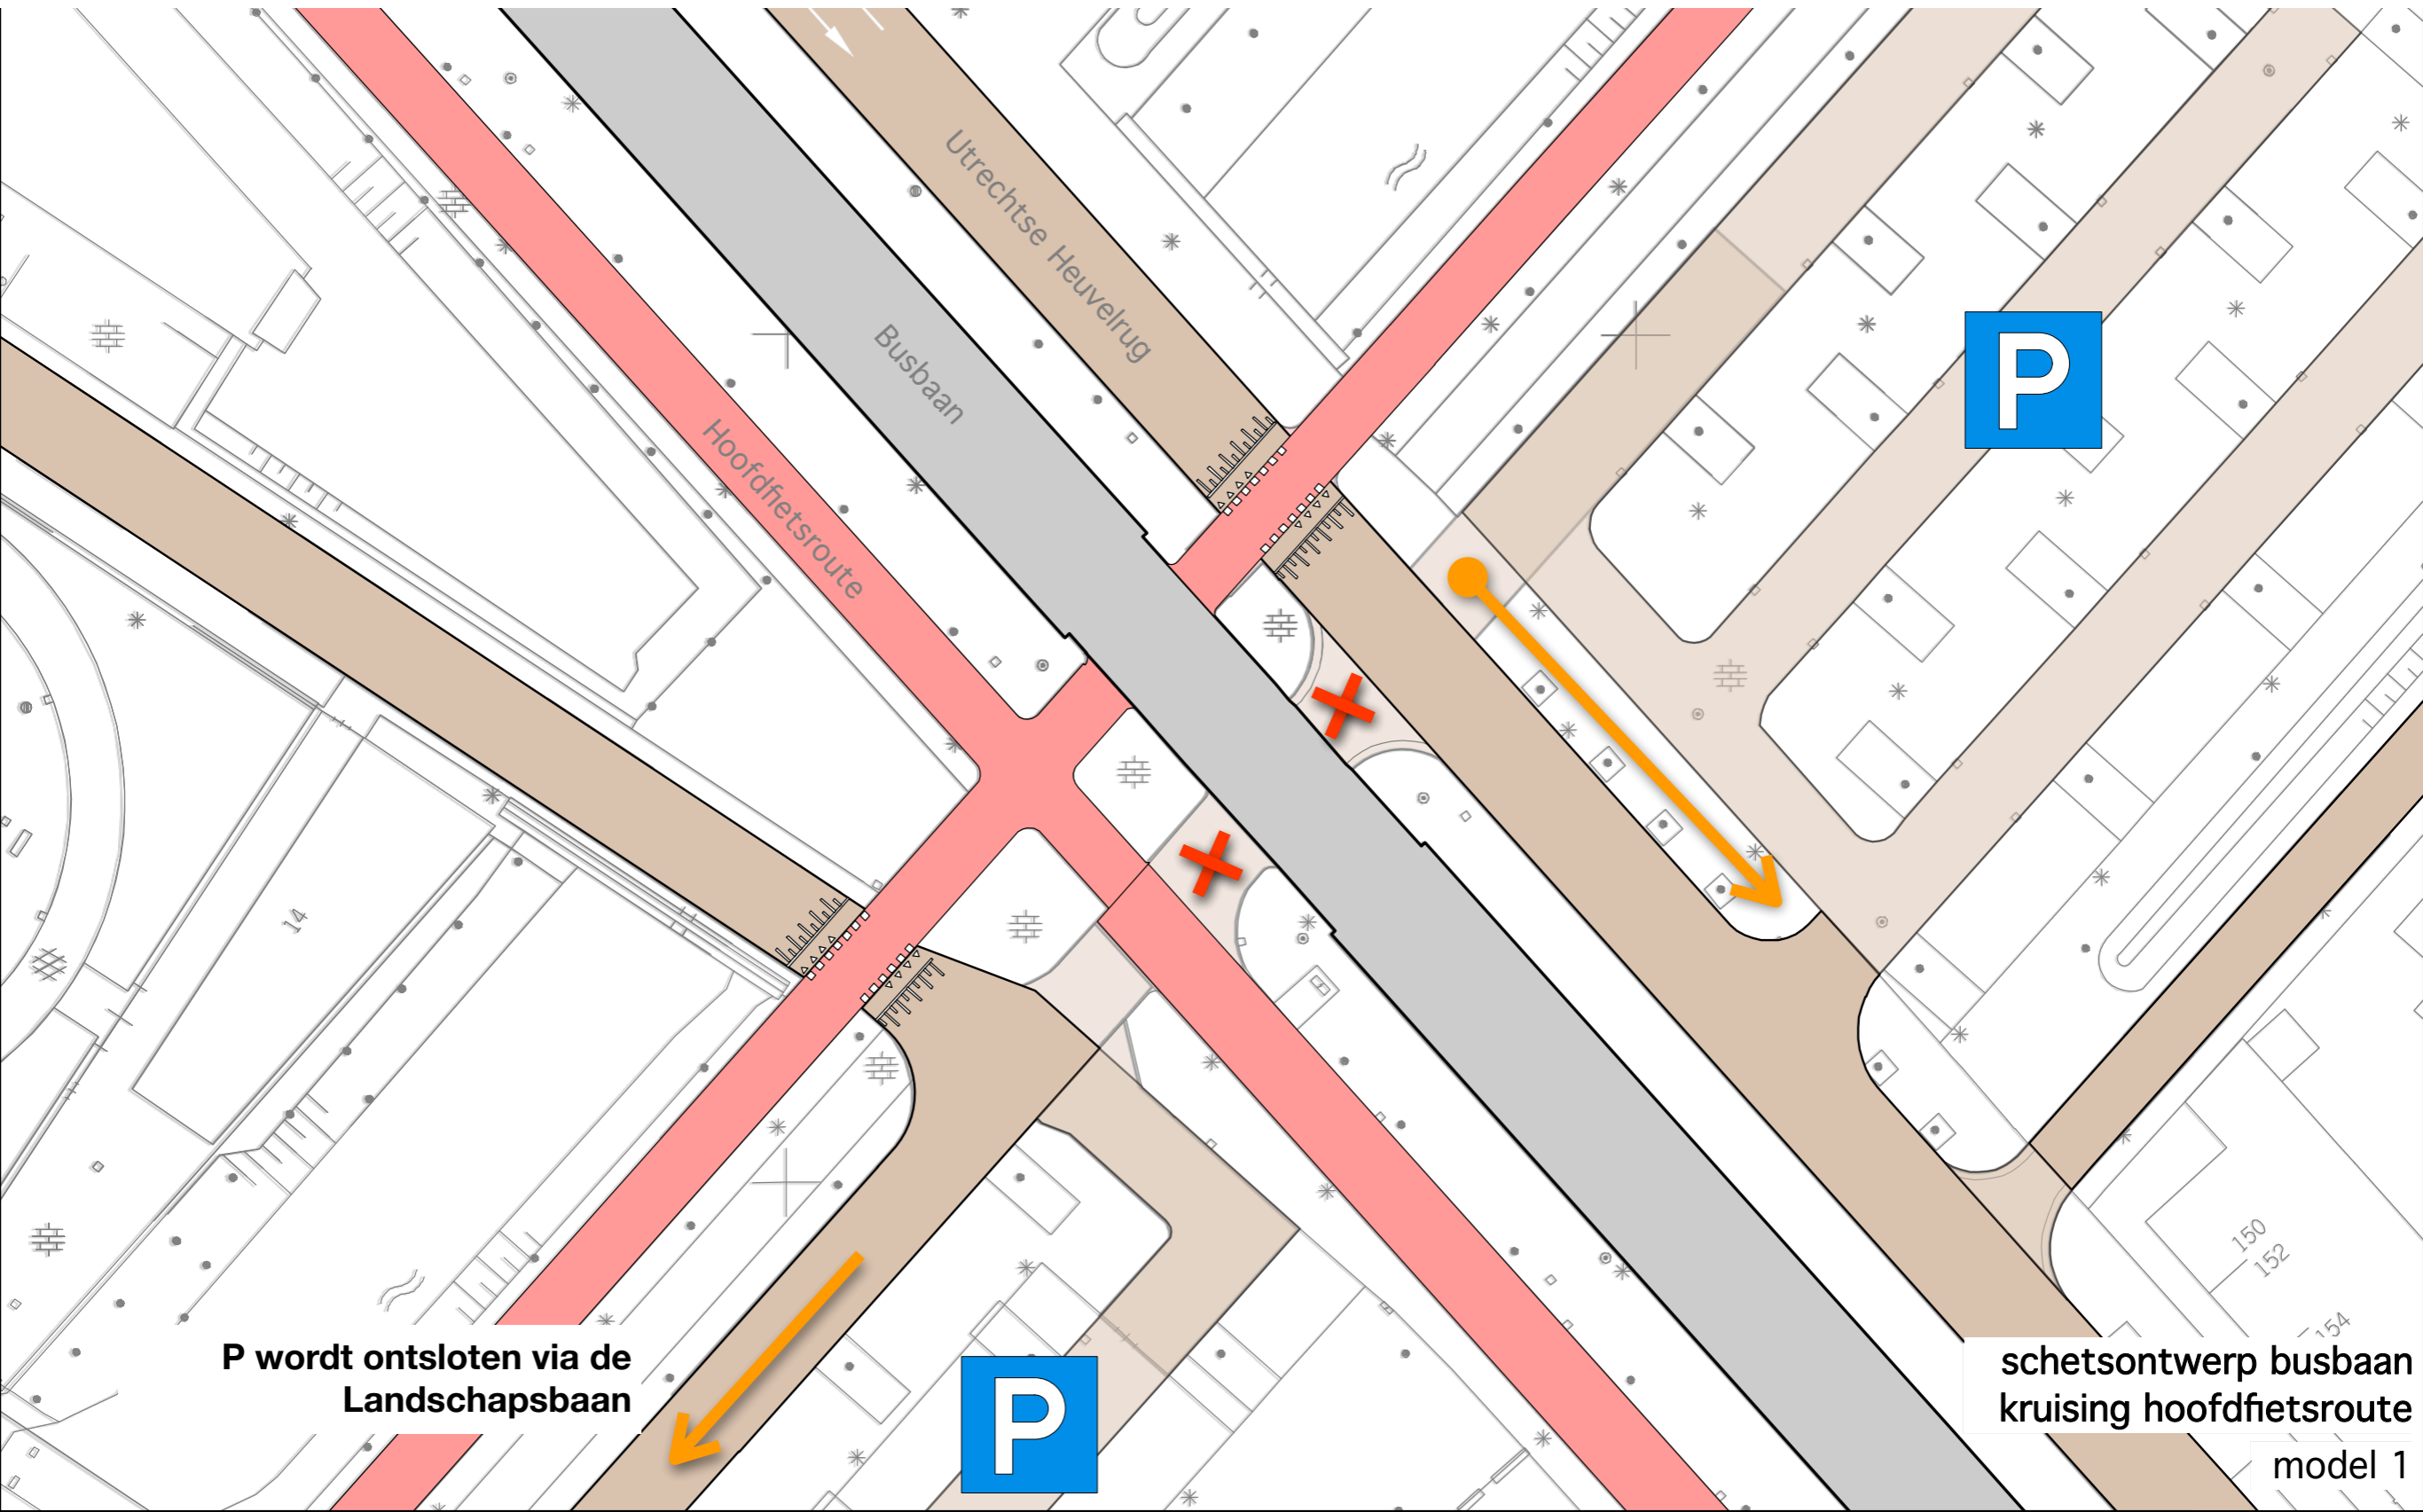 Utrechtse Heuvelrug
Busbaan
Hoofdfietsroute
P
14
150
152
154
P wordt ontsloten via de
Landschapsbaan
P
schetsontwerp busbaan
kruising hoofdfietsroute
model 1